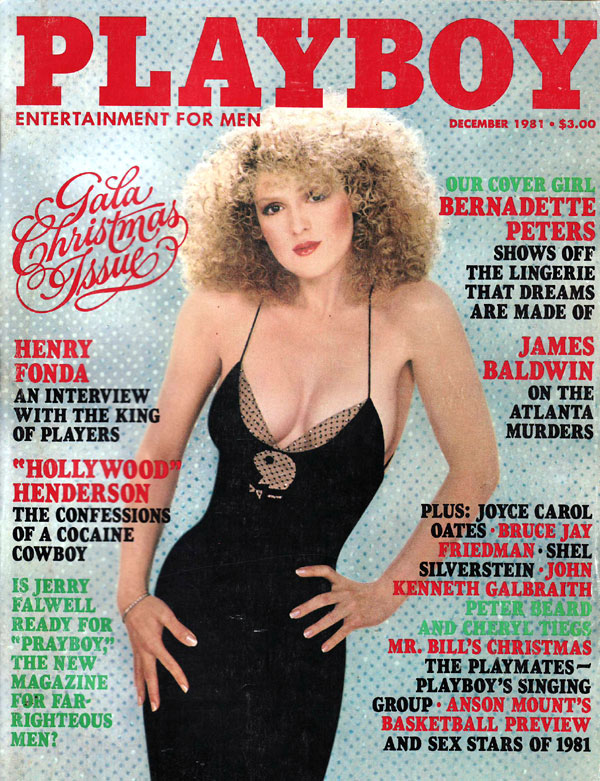 PLAYBOY
ENTERTAINMENT FOR MEN
DECEMBER 1981 • $3.00
Gala
Christmas
Issue
OUR COVER GIRL
BERNADETTE
PETERS
SHOWS OFF
THE LINGERIE
THAT DREAMS
ARE MADE OF
HENRY
FONDA
AN INTERVIEW
WITH THE KING
OF PLAYERS
JAMES
BALDWIN
ON THE
ATLANTA
MURDERS
"HOLLYWOOD"
HENDERSON
THE CONFESSIONS
OF A COCAINE
COWBOY
IS JERRY
FALWELL
READY FOR
"PRAYBOY,"
THE NEW
MAGAZINE
FOR FAR-
RIGHTEOUS
MEN?
PLUS: JOYCE CAROL
OATES • BRUCE JAY
FRIEDMAN • SHEL
SILVERSTEIN • JOHN
KENNETH GALBRAITH
PETER BEARD
AND CHERYL TIEGS
MR. BILL'S CHRISTMAS
THE PLAYMATES—
PLAYBOY'S SINGING
GROUP • ANSON MOUNT'S
BASKETBALL PREVIEW
AND SEX STARS OF 1981